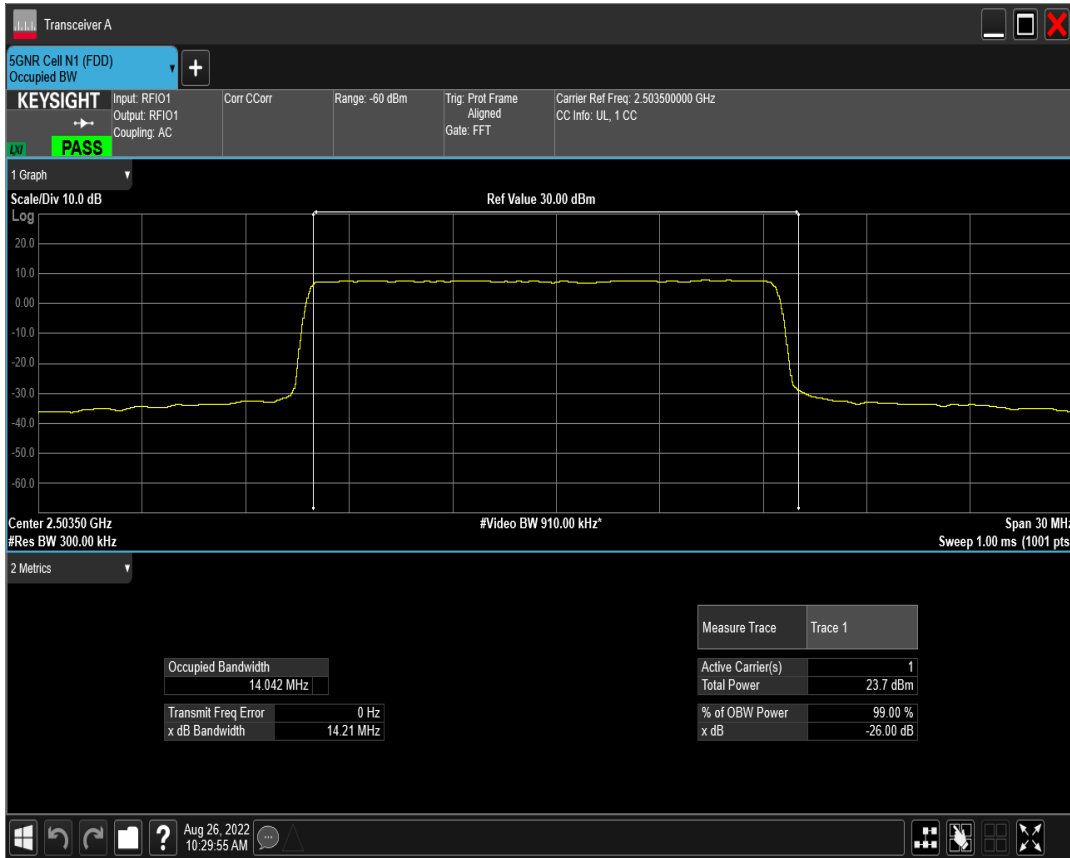 Transceiver A
5GNR Cell N1 (FDD)
Occupied BW
+
KEYSIGHT
LXI
PASS
Input: RFIO1
Output: RFIO1
Coupling: AC
Corr CCorr
Range: -60 dBm
Trig: Prot Frame
Aligned
Gate: FFT
Carrier Ref Freq: 2.503500000 GHz
CC Info: UL, 1 CC
1 Graph
Scale/Div 10.0 dB
Ref Value 30.00 dBm
Log
20.0
10.0
0.00
-10.0
-20.0
-30.0
-40.0
-50.0
-60.0
Center 2.50350 GHz
#Video BW 910.00 kHz*
Span 30 MHz
#Res BW 300.00 kHz
Sweep 1.00 ms (1001 pts
2 Metrics
Measure Trace Trace 1
Occupied Bandwidth
14.042 MHz
Active Carrier(s) 1
Total Power 23.7 dBm
Transmit Freq Error 0 Hz
x dB Bandwidth 14.21 MHz
% of OBW Power 99.00 %
x dB -26.00 dB
?
Aug 26, 2022
10:29:55 AM